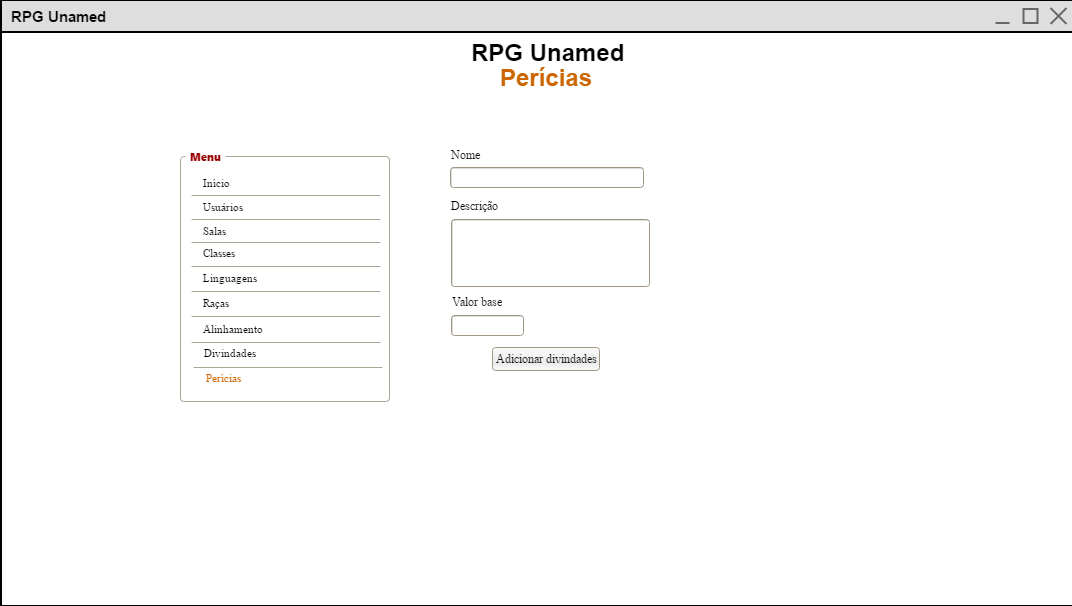 RPG Unamed
RPG Unamed
Perícias
Menu
Início
Usuários
Salas
Classes
Linguagens
Raças
Alinhamento
Divindades
Perícias
Nome
Descrição
Valor base
Adicionar divindades